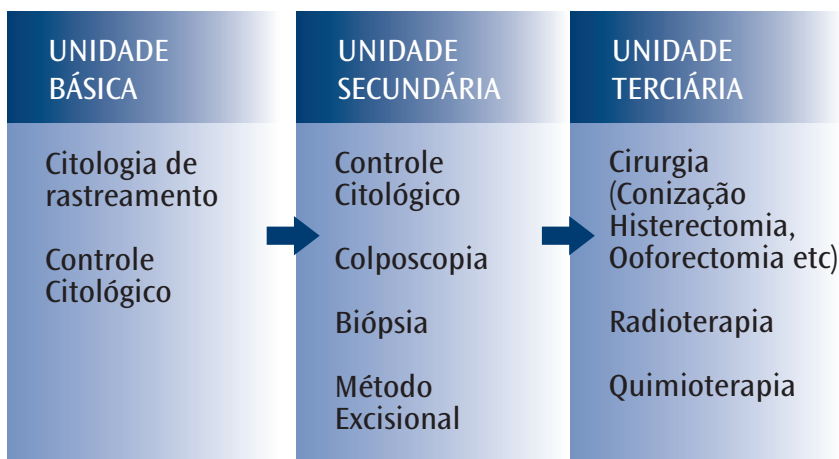 UNIDADE
BÁSICA
Citologia de
rastreamento
Controle
Citológico
UNIDADE
SECUNDÁRIA
Controle
Citológico
Colposcopia
Biópsia
Método
Excisional
UNIDADE
TERCIÁRIA
Cirurgia
(Conização
Histerectomia,
Ooforectomia etc)
Radioterapia
Quimioterapia